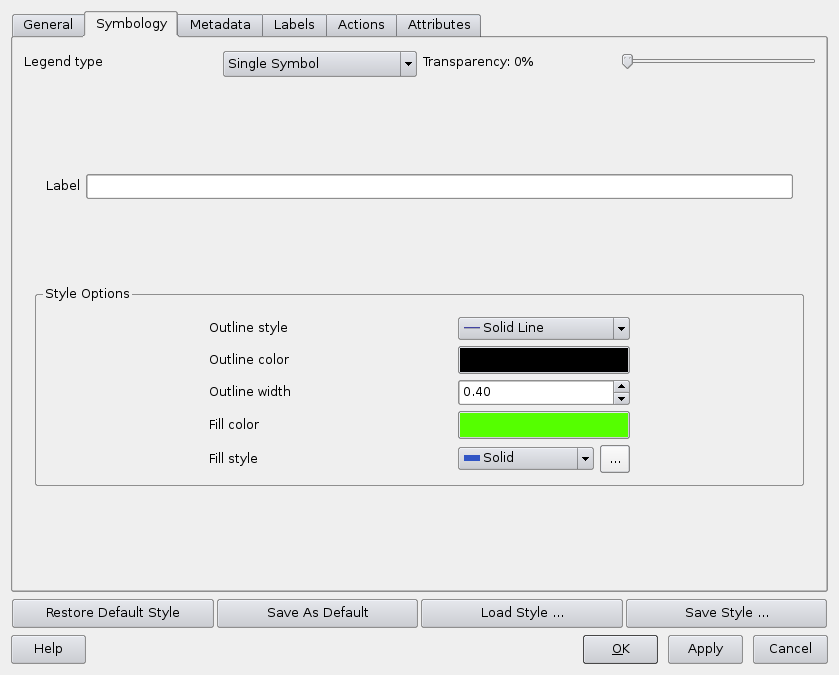 General Symbology Metadata Labels Actions Attributes
Legend type Single Symbol Transparency: 0%
Label
Style Options
Outline style Solid Line
Outline color
Outline width 0.40
Fill color
Fill style Solid ...
Restore Default Style Save As Default Load Style ... Save Style ...
Help OK Apply Cancel